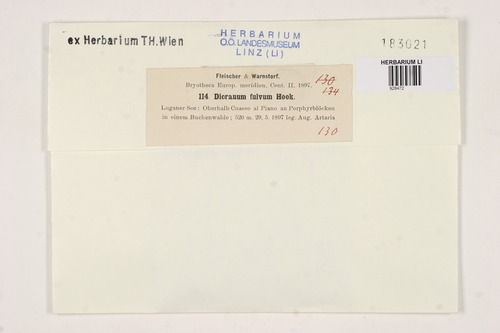 ex Herbarium TH.Wien
HERBARIUM
O.Ö. LANDESMUSEUM
LINZ (LI)
183021
HERBARIUM LI
Fleischer & Warnstorf.
Bryotheca Europ. meridion. Cent. II. 1897.
130
134
114. Dicranum fulvum Hook.
Luganer See: Oberhalb Cuasso al Piano an Porphyrblöcken
in einem Buchenwalde; 520 m. 29. 5. 1897 leg. Aug. Artaria
130